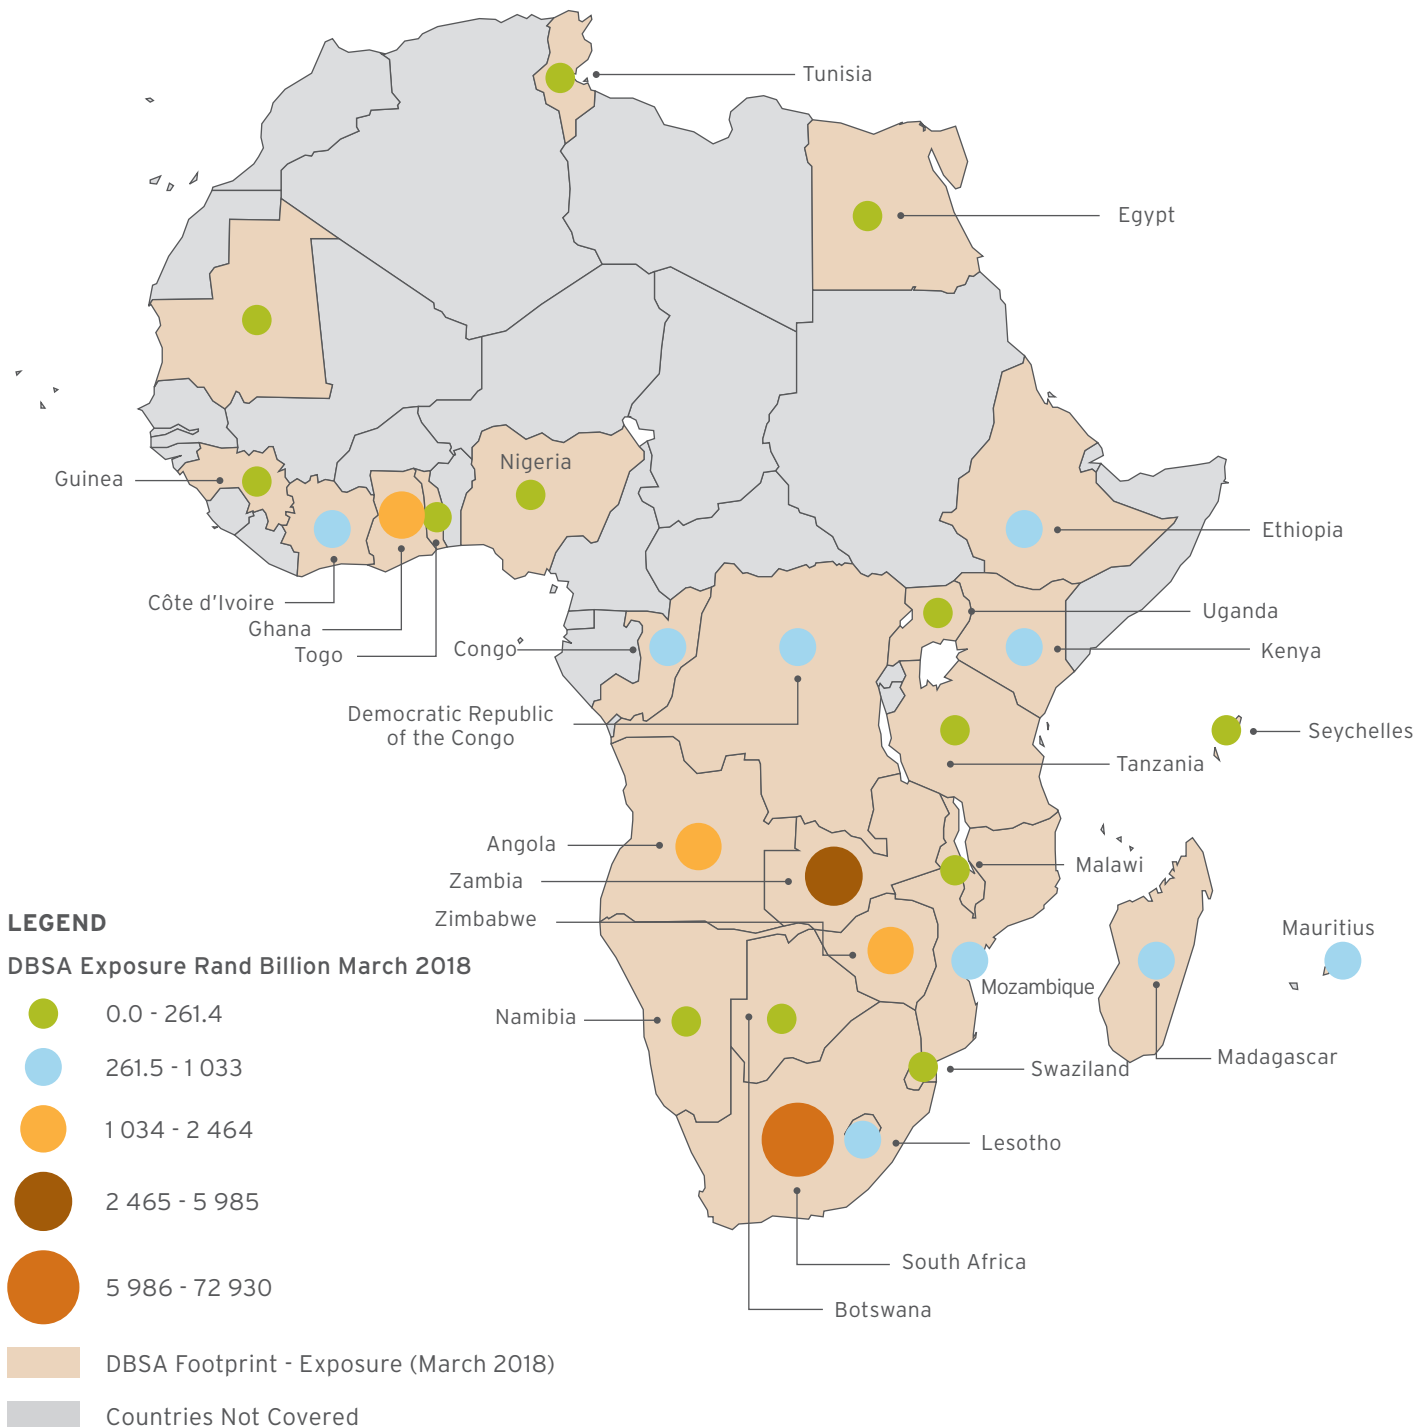 Tunisia
Egypt
Nigeria
Guinea
Ethiopia
Côte d'Ivoire
Ghana
Togo
Congo
Uganda
Kenya
Democratic Republic
of the Congo
Seychelles
Tanzania
Angola
Zambia
Malawi
Zimbabwe
Mauritius
Mozambique
Namibia
Madagascar
Swaziland
Lesotho
South Africa
Botswana
LEGEND
DBSA Exposure Rand Billion March 2018
0.0 - 261.4
261.5 - 1 033
1 034 - 2 464
2 465 - 5 985
5 986 - 72 930
DBSA Footprint - Exposure (March 2018)
Countries Not Covered